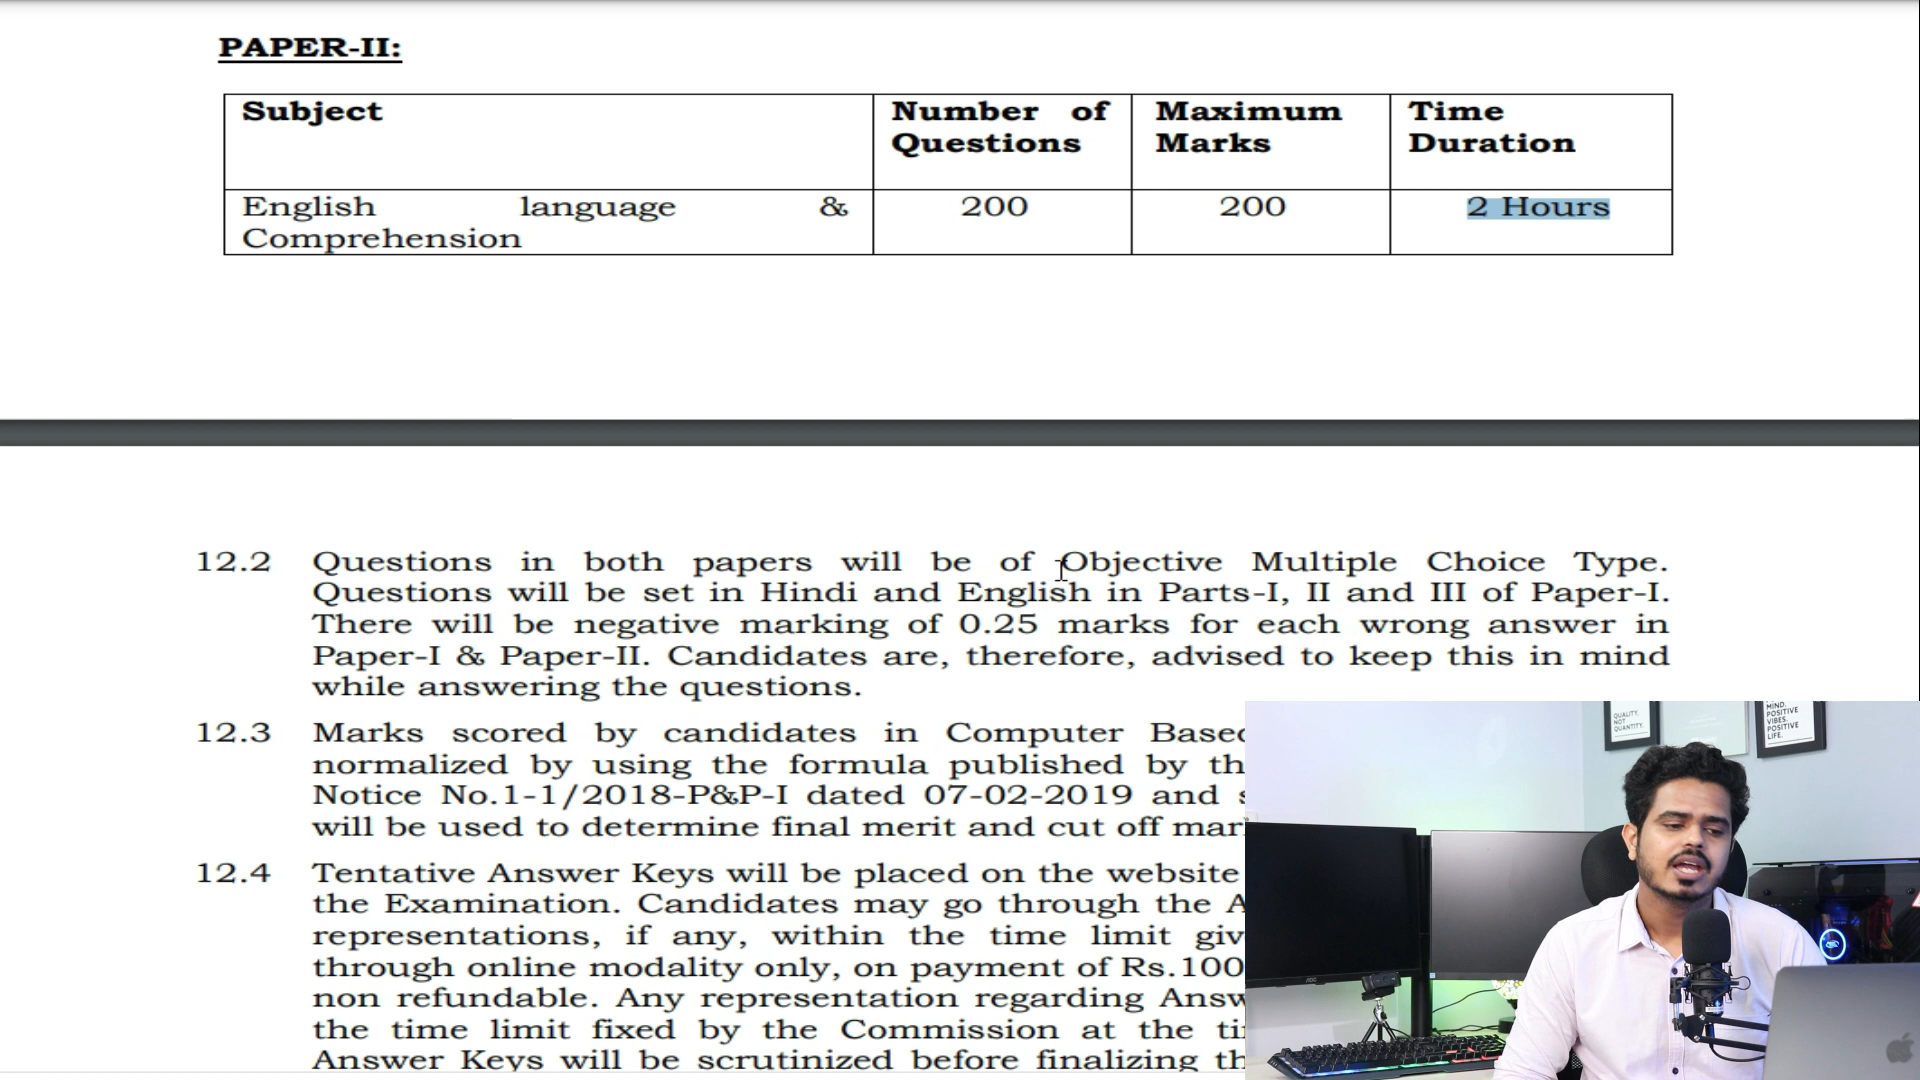 PAPER-II:
Subject
Number of Questions
Maximum Marks
Time Duration
English language & Comprehension
200
200
2 Hours
12.2 Questions in both papers will be of Objective Multiple Choice Type.
Questions will be set in Hindi and English in Parts-I, II and III of Paper-I.
There will be negative marking of 0.25 marks for each wrong answer in
Paper-I & Paper-II. Candidates are, therefore, advised to keep this in mind
while answering the questions.
12.3 Marks scored by candidates in Computer
normalized by using the formula published by
Notice No.1-1/2018-P&P-I dated 07-02-2019 and
will be used to determine final merit and cut off
12.4 Tentative Answer Keys will be placed on the website
the Examination. Candidates may go through the
representations, if any, within the time limit
through online modality only, on payment of Rs.100
non refundable. Any representation regarding
the time limit fixed by the Commission at the
Answer Keys will be scrutinized before finalizing
QUALITY,
NOT
QUANTITY.
MIND.
POSITIVE
VIBES.
POSITIVE
LIFE.